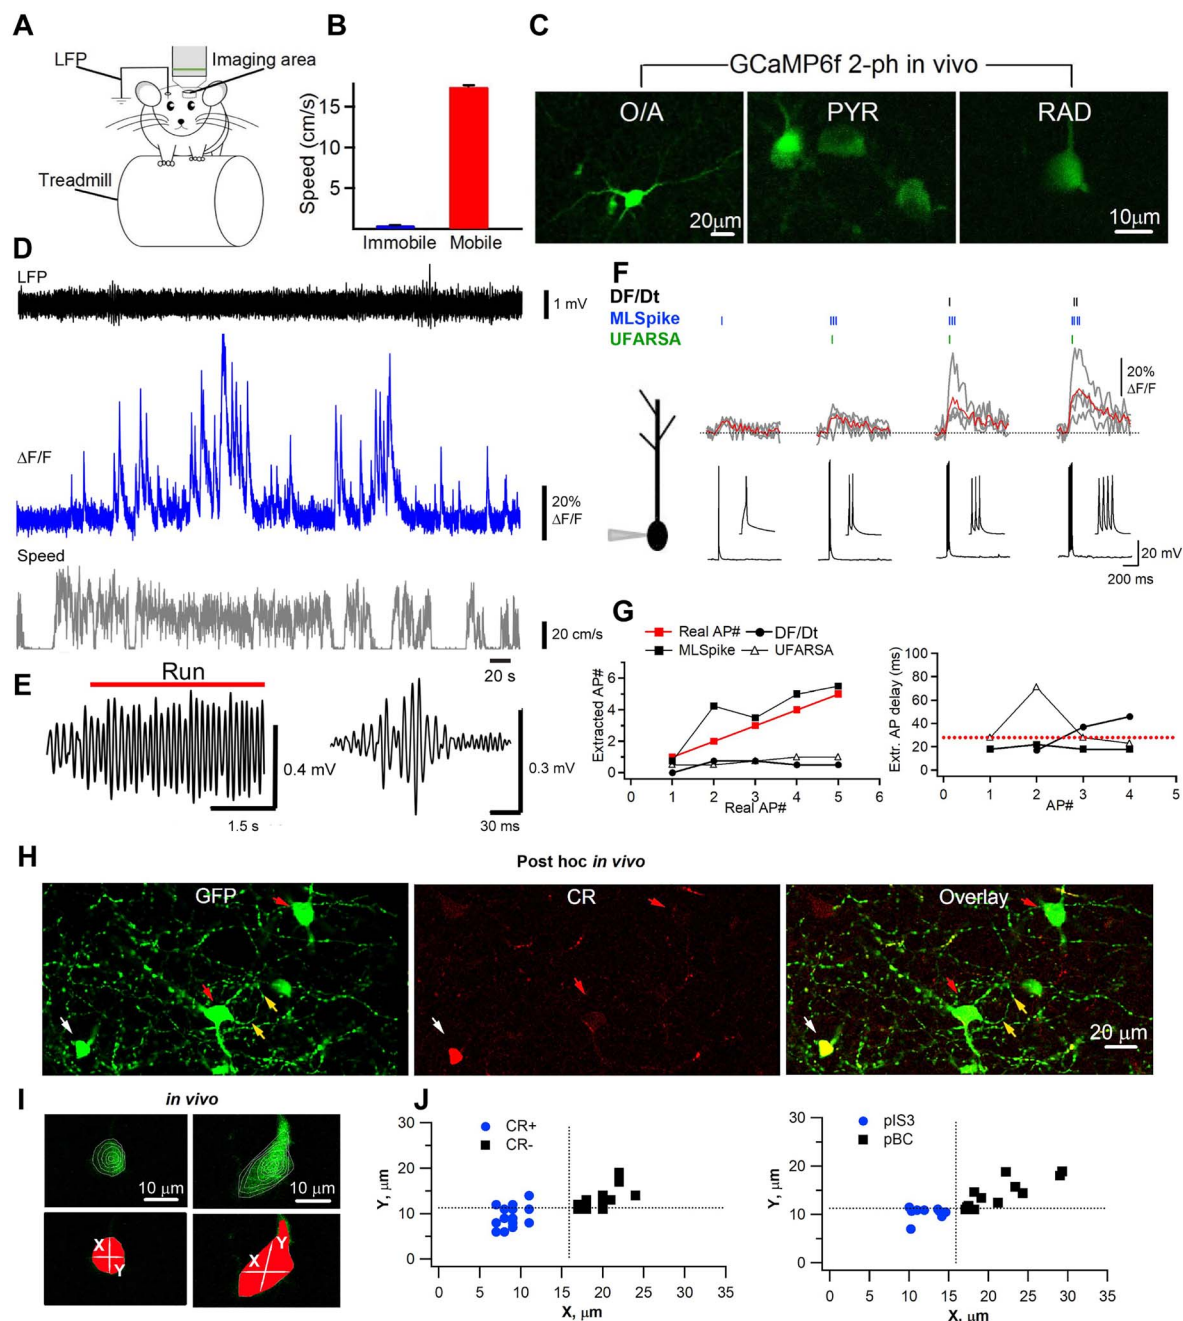 A
LFP
Imaging area
Treadmill
B
Speed (cm/s)
15
10
5
Immobile
Mobile
C
GCaMP6f 2-ph in vivo
O/A
20µm
PYR
RAD
10µm
D
LFP
1 mV
ΔF/F
20%
ΔF/F
Speed
20 cm/s
20 s
E
Run
0.4 mV
1.5 s
0.3 mV
30 ms
F
DF/Dt
MLSpike
UFARSA
20%
ΔF/F
20 mV
200 ms
G
Real AP#
DF/Dt
MLSpike
UFARSA
Extracted AP#
6
4
2
0
0 1 2 3 4 5 6
Real AP#
Extr. AP delay (ms)
100
80
60
40
20
0
0 1 2 3 4 5
AP#
H
Post hoc in vivo
GFP
CR
Overlay
20 µm
I
in vivo
10 µm
10 µm
X
Y
X
Y
J
CR+
CR-
Y, µm
30
20
10
0
0 5 10 15 20 25 30 35
X, µm
pIS3
pBC
Y, µm
30
20
10
0
0 5 10 15 20 25 30 35
X, µm